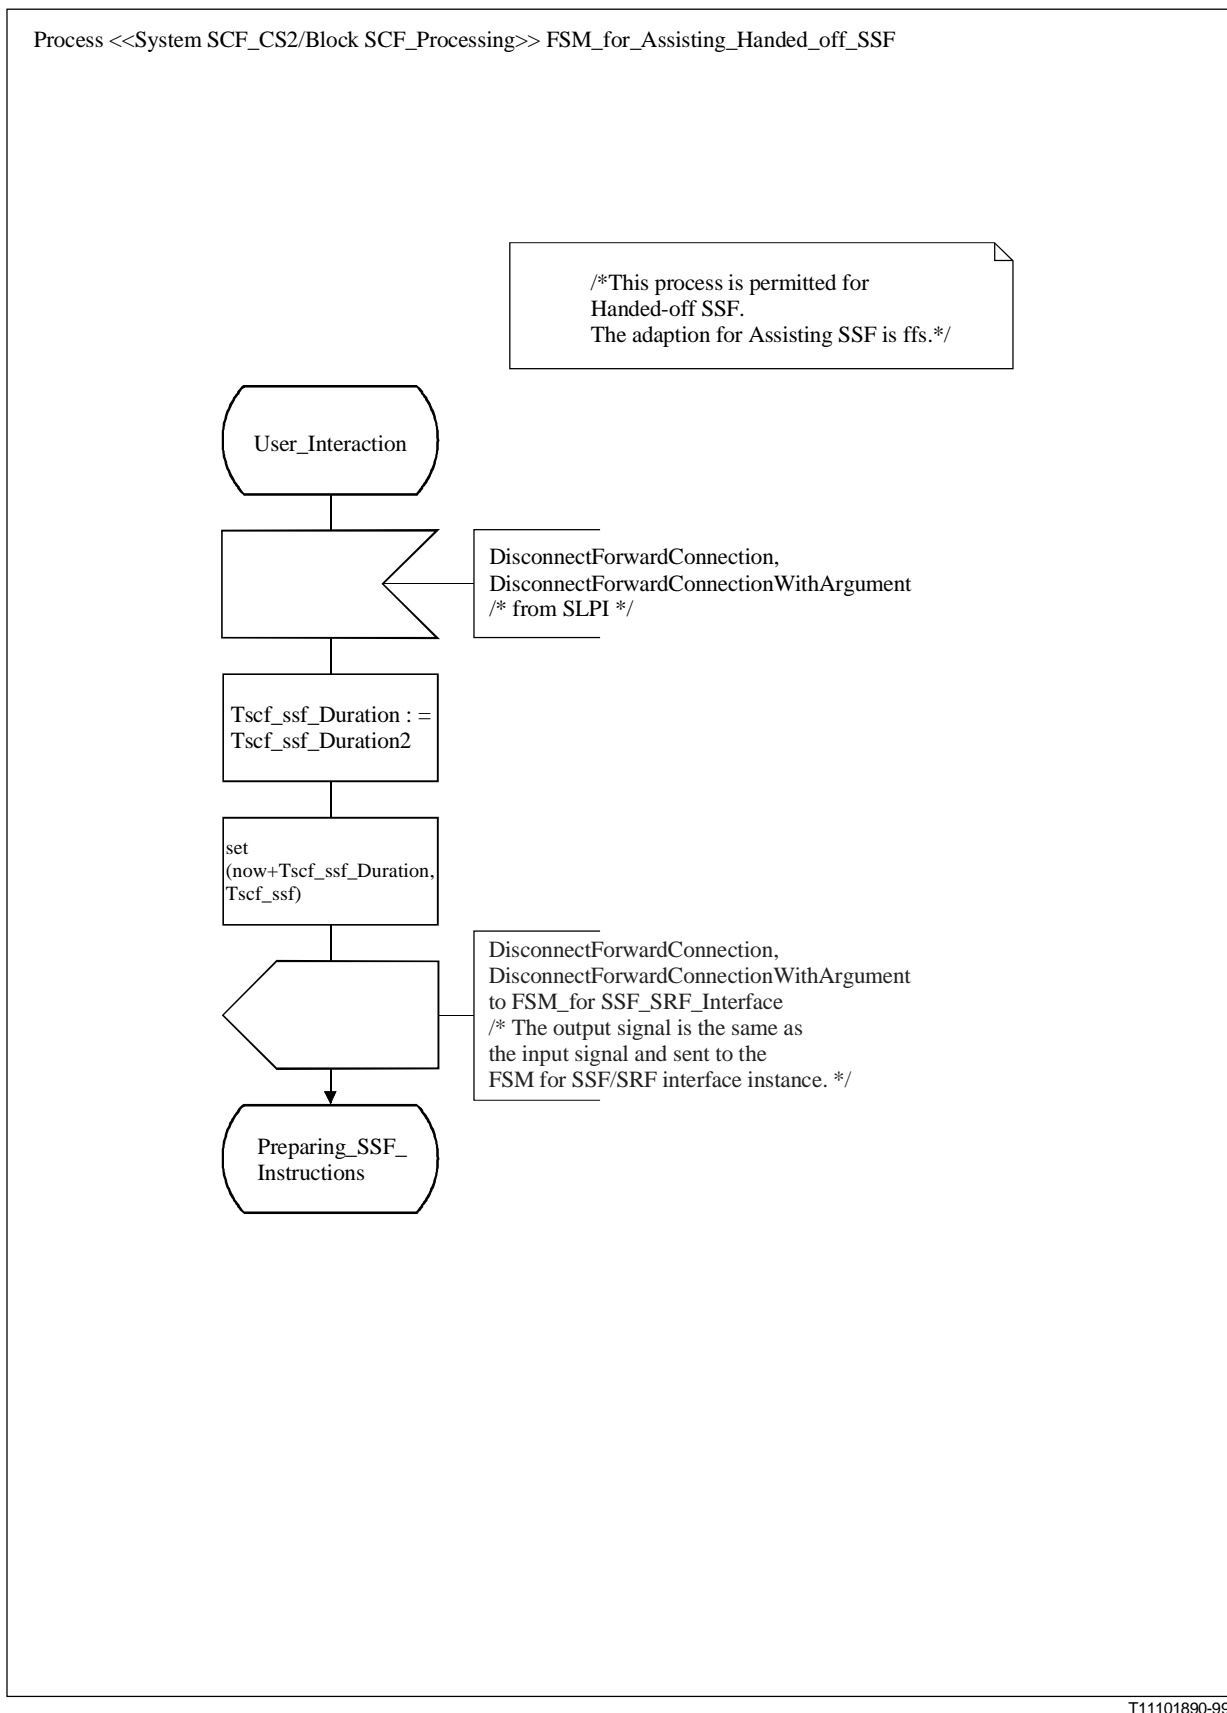 Process <<System SCF_CS2/Block SCF_Processing>> FSM_for_Assisting_Handed_off_SSF
/*This process is permitted for
Handed-off SSF.
The adaption for Assisting SSF is ffs.*/
User_Interaction
DisconnectForwardConnection,
DisconnectForwardConnectionWithArgument
/* from SLPI */
Tscf_ssf_Duration : =
Tscf_ssf_Duration2
set
(now+Tscf_ssf_Duration,
Tscf_ssf)
DisconnectForwardConnection,
DisconnectForwardConnectionWithArgument
to FSM_for SSF_SRF_Interface
/* The output signal is the same as
the input signal and sent to the
FSM for SSF/SRF interface instance. */
Preparing_SSF_
Instructions
T11101890-99